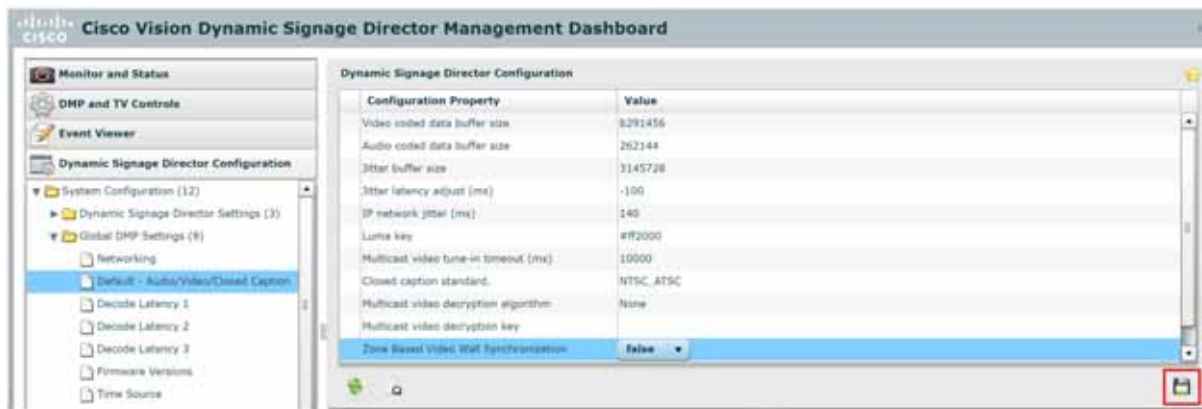 CISCO Cisco Vision Dynamic Signage Director Management Dashboard
Monitor and Status
DMP and TV Controls
Event Viewer
Dynamic Signage Director Configuration
System Configuration (12)
Dynamic Signage Director Settings (3)
Global DMP Settings (9)
Networking
Default - Audio/Video/Closed Caption
Decode Latency 1
Decode Latency 2
Decode Latency 3
Firmware Versions
Time Source
Dynamic Signage Director Configuration
Configuration Property Value
Video coded data buffer size 6291456
Audio coded data buffer size 262144
Jitter buffer size 3145728
Jitter latency adjust (ms) -100
IP network jitter (ms) 140
Luma key #ff2000
Multicast video tune-in timeout (ms) 10000
Closed caption standard. NTSC_ATSC
Multicast video decryption algorithm None
Multicast video decryption key
Zone Based Video Wall Synchronization false